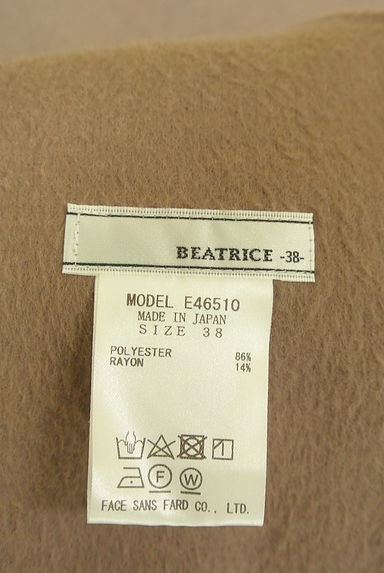 BEATRICE -38-
MODEL E46510
MADE IN JAPAN
SIZE 38
POLYESTER 86%
RAYON 14%
F W
FACE SANS FARD CO., LTD.